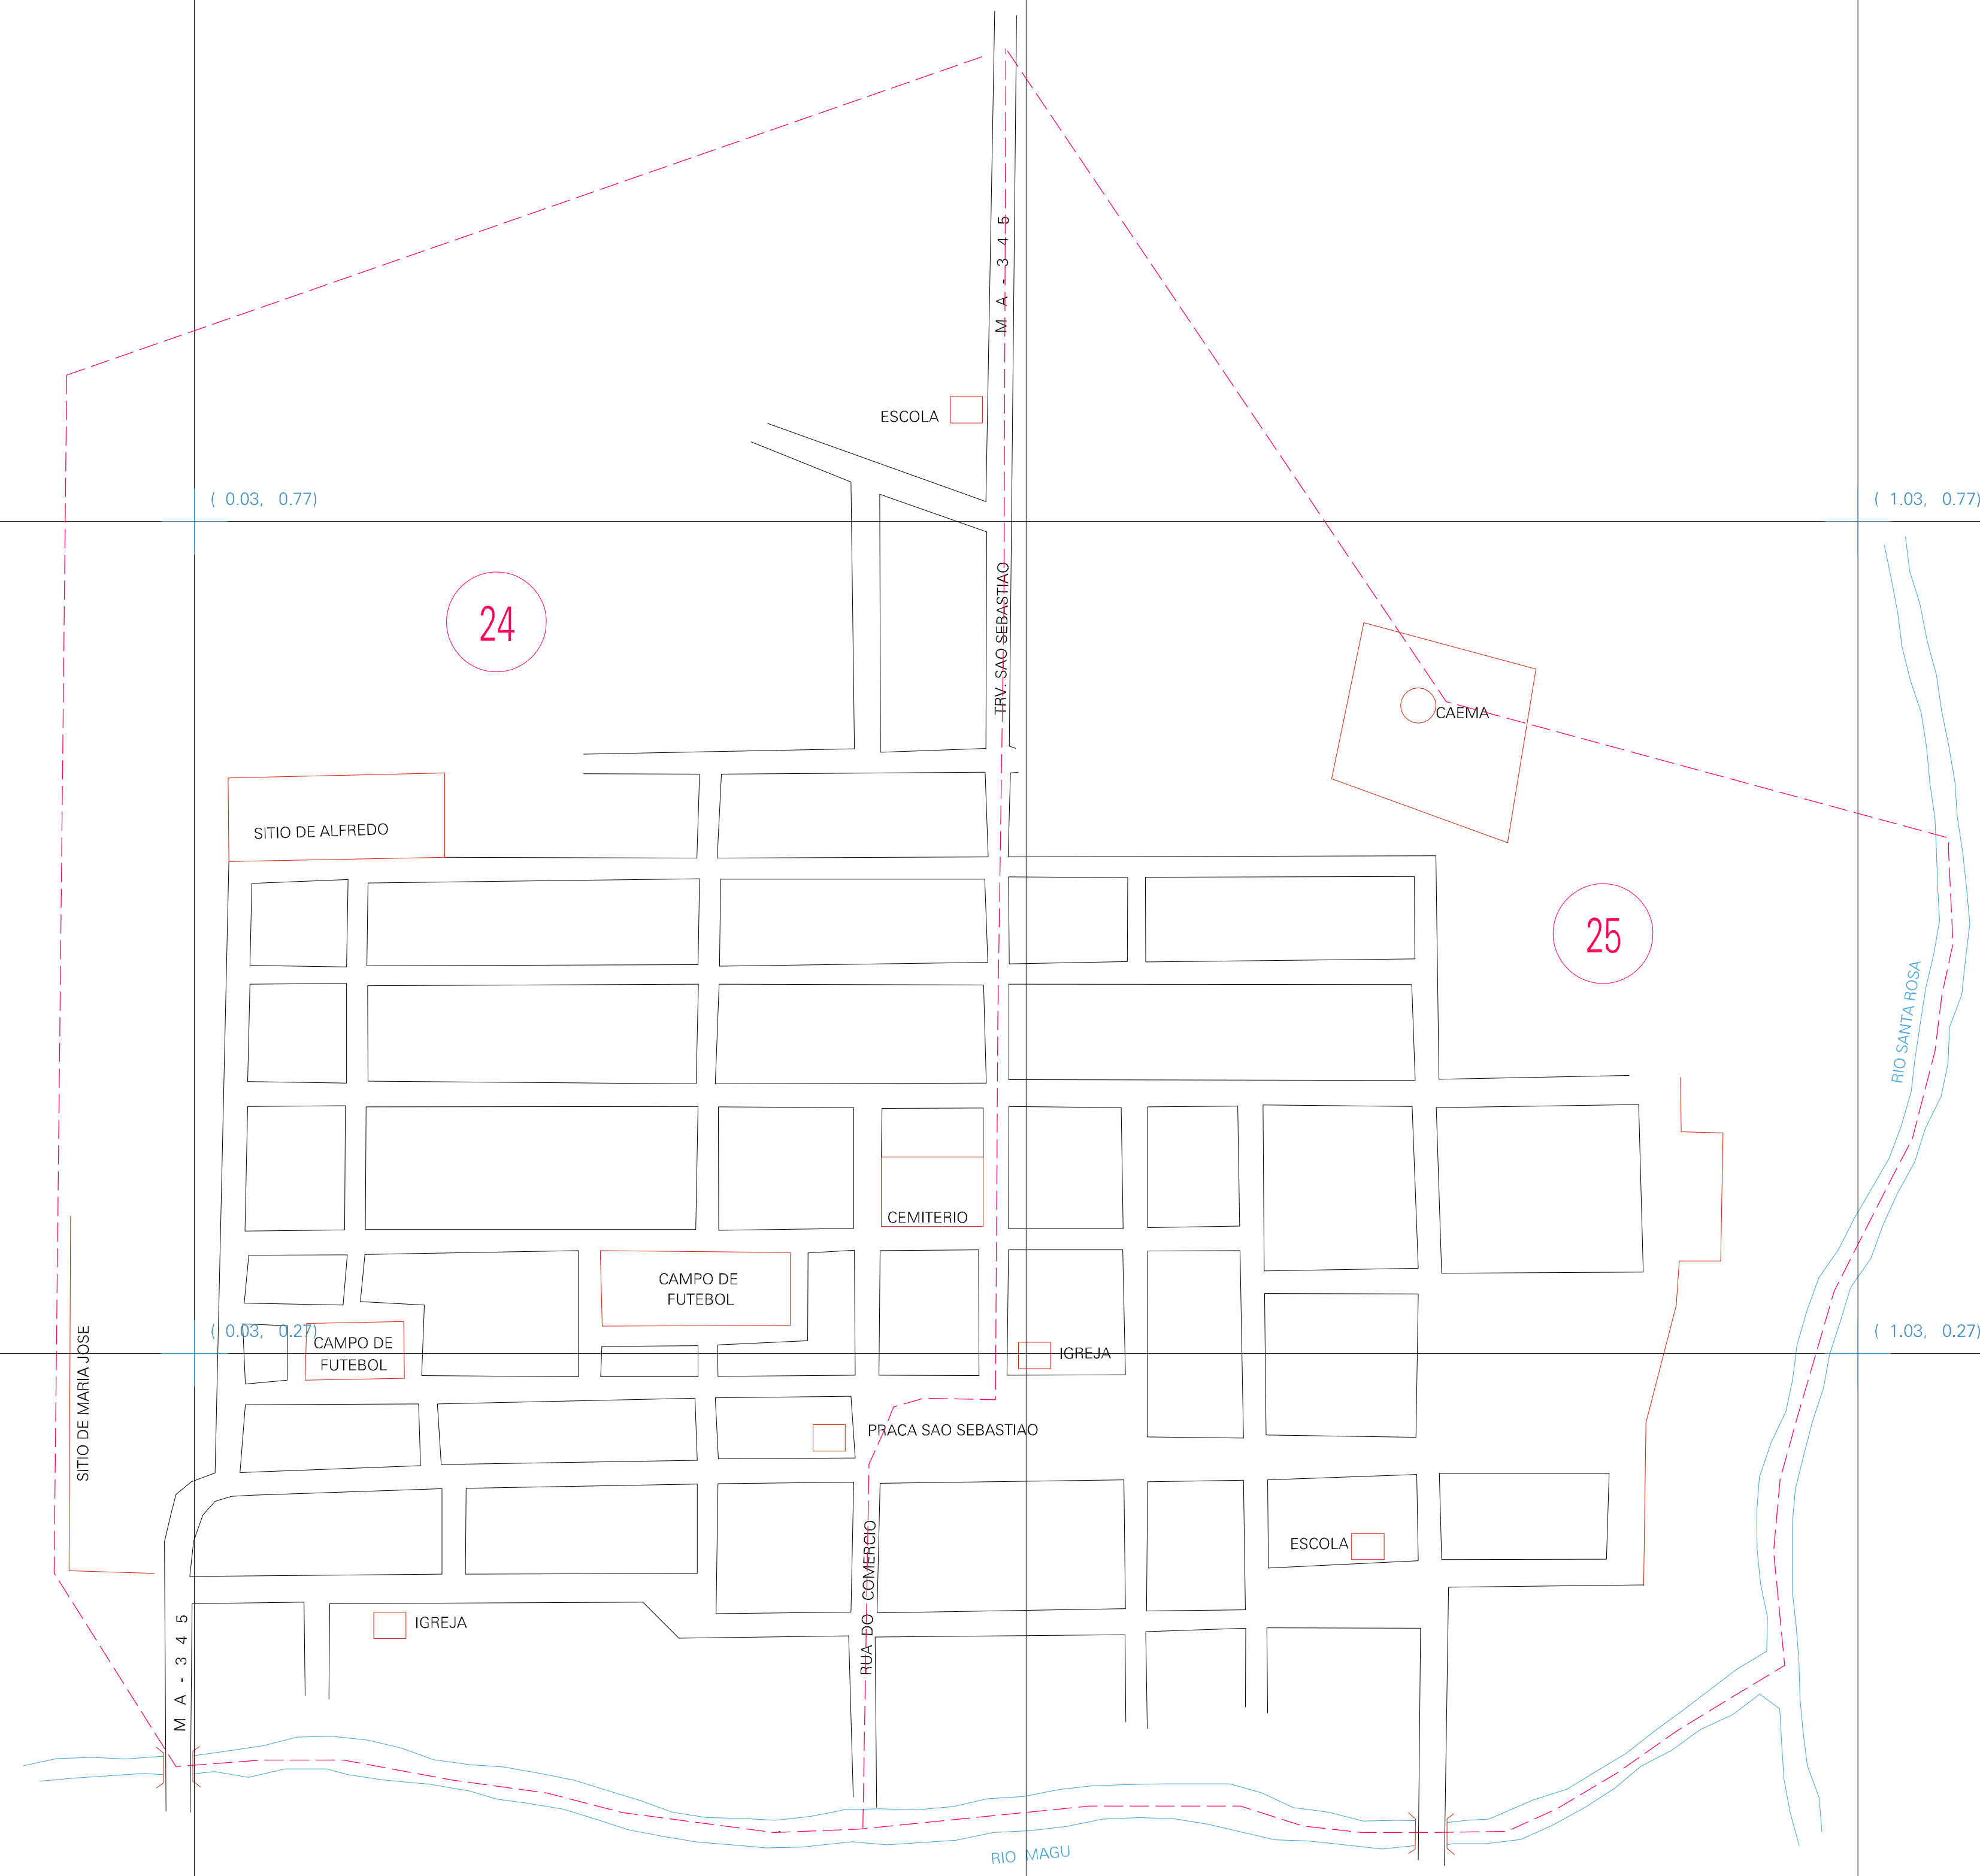 M A - 3 4 5
ESCOLA
( 0.03, 0.77)
( 1.03, 0.77)
24
TRV. SAO SEBASTIAO
CAEMA
SITIO DE ALFREDO
25
RIO SANTA ROSA
CEMITERIO
CAMPO DE
FUTEBOL
( 0.03, 0.27)
( 1.03, 0.27)
CAMPO DE
FUTEBOL
IGREJA
SITIO DE MARIA JOSE
PRACA SAO SEBASTIAO
ESCOLA
RUA DO COMERCIO
IGREJA
M A - 3 4 5
RIO MAGU